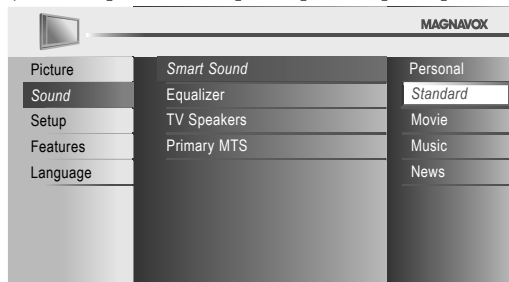 MAGNAVOX
Picture
Sound
Setup
Features
Language
Smart Sound
Equalizer
TV Speakers
Primary MTS
Personal
Standard
Movie
Music
News